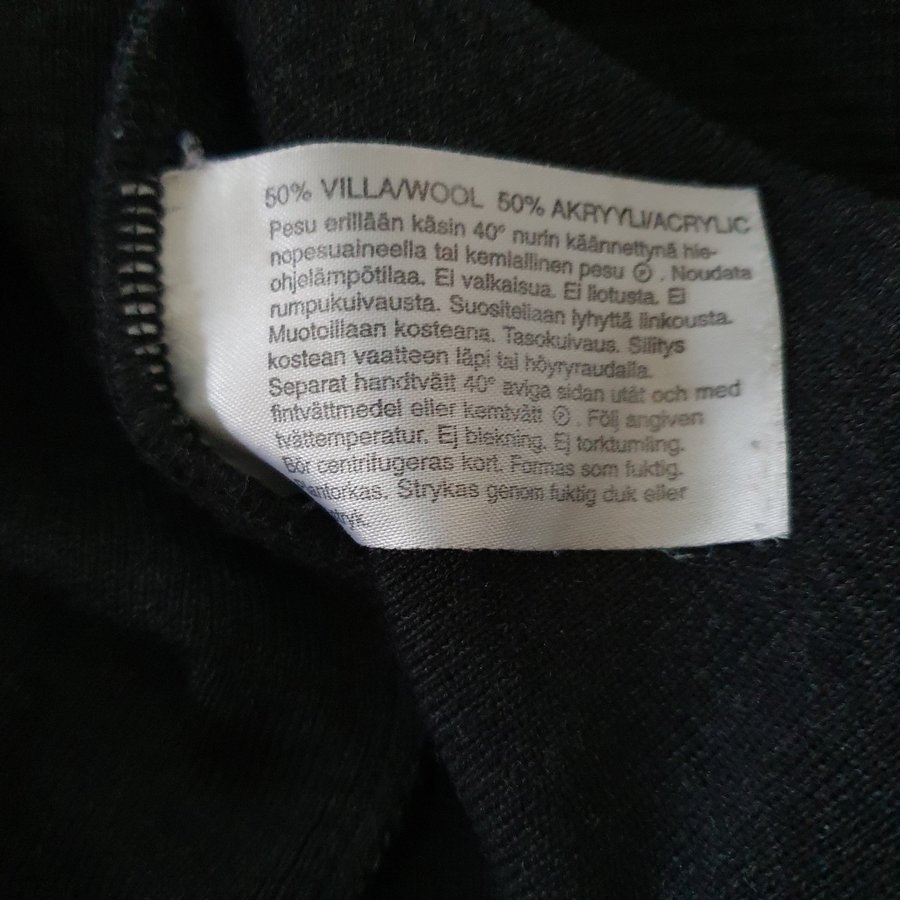 50% VILLA/WOOL 50% AKRYYLI/ACRYLIC
Pesu erillään käsin 40° nurin käännettynä hie-
nopesuaineella tai kemiallinen pesu Ⓟ. Noudata
ohjelämpötilaa. Ei valkaisua. Ei liotusta. Ei
rumpukuivausta. Suositellaan lyhyttä linkousta.
Muotoillaan kosteana. Tasokuivaus. Silitys
kostean vaatteen läpi tai höyryraudalla.
Separat handtvätt 40° aviga sidan utåt och med
fintvättmedel eller kemtvätt Ⓟ. Följ angiven
tvättemperatur. Ej blekning. Ej torktumling.
Bör centrifugeras kort. Formas som fuktig.
Plantorkas. Strykas genom fuktig duk eller